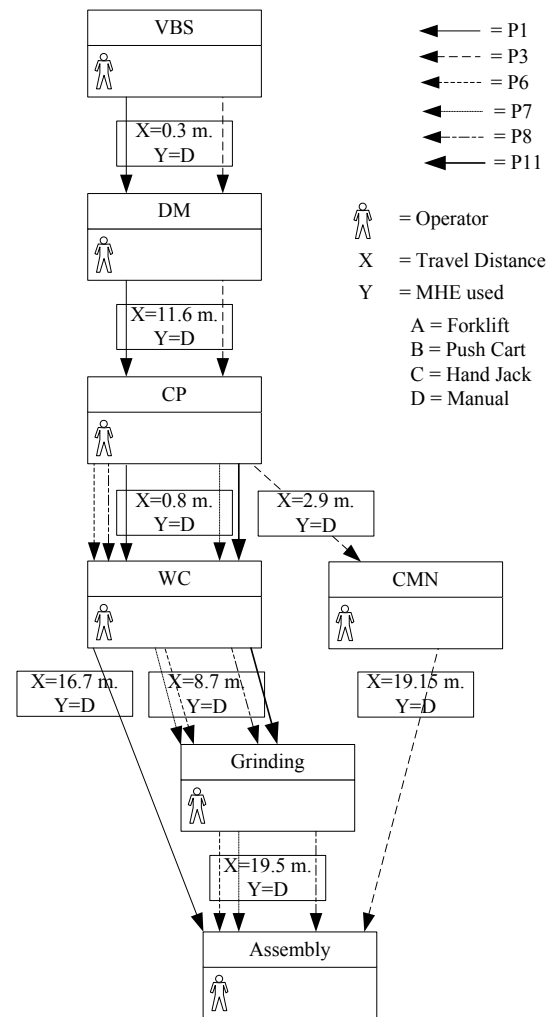 VBS
X=0.3 m.
Y=D
DM
X=11.6 m.
Y=D
CP
X=0.8 m.
Y=D
X=2.9 m.
Y=D
WC
CMN
X=16.7 m.
Y=D
X=8.7 m.
Y=D
X=19.15 m.
Y=D
Grinding
X=19.5 m.
Y=D
Assembly
= P1
= P3
= P6
= P7
= P8
= P11
= Operator
X = Travel Distance
Y = MHE used
A = Forklift
B = Push Cart
C = Hand Jack
D = Manual